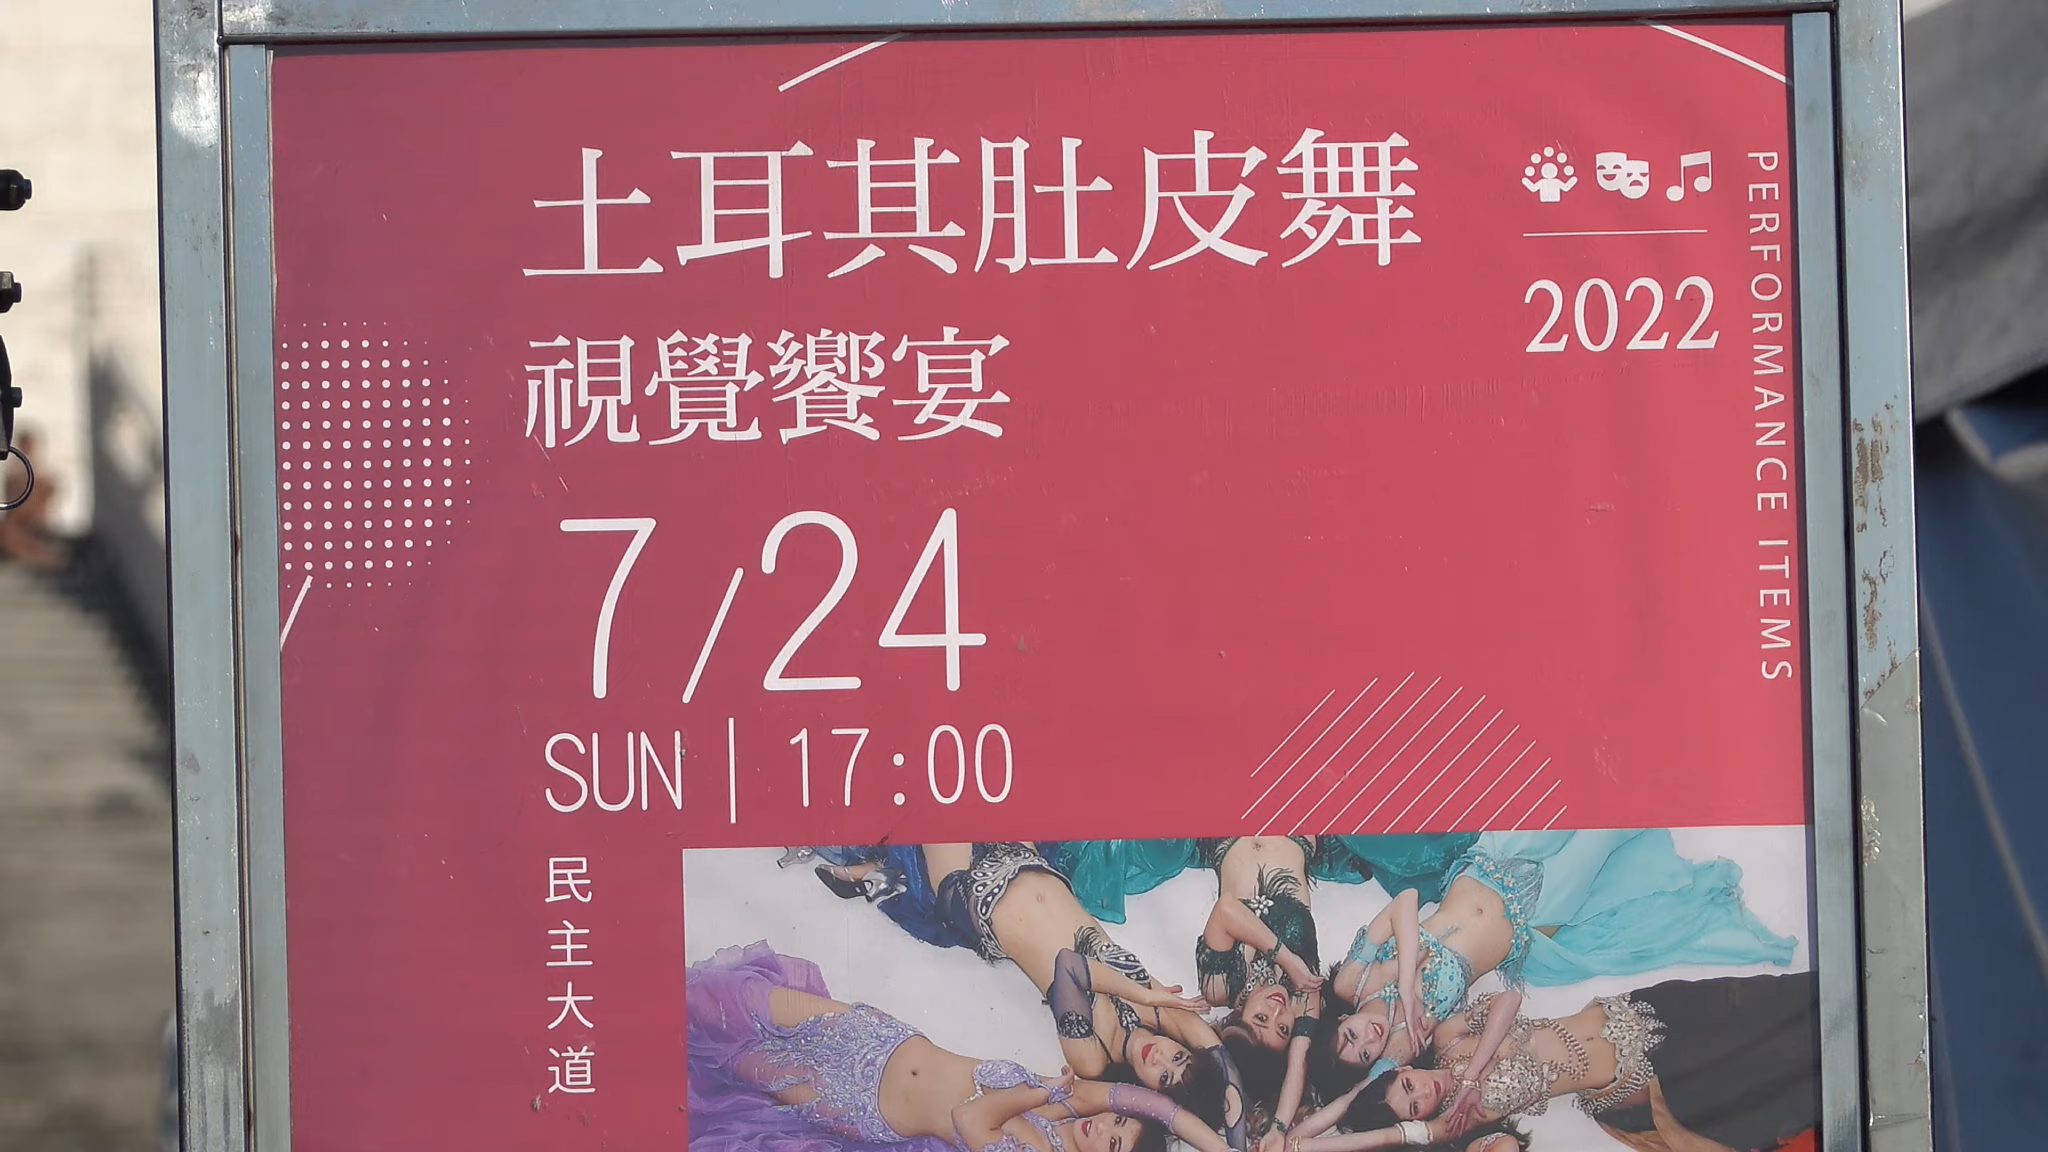 土耳其肚皮舞
視覺饗宴
7/24
SUN | 17:00
民主大道
2022
PERFORMANCE ITEMS